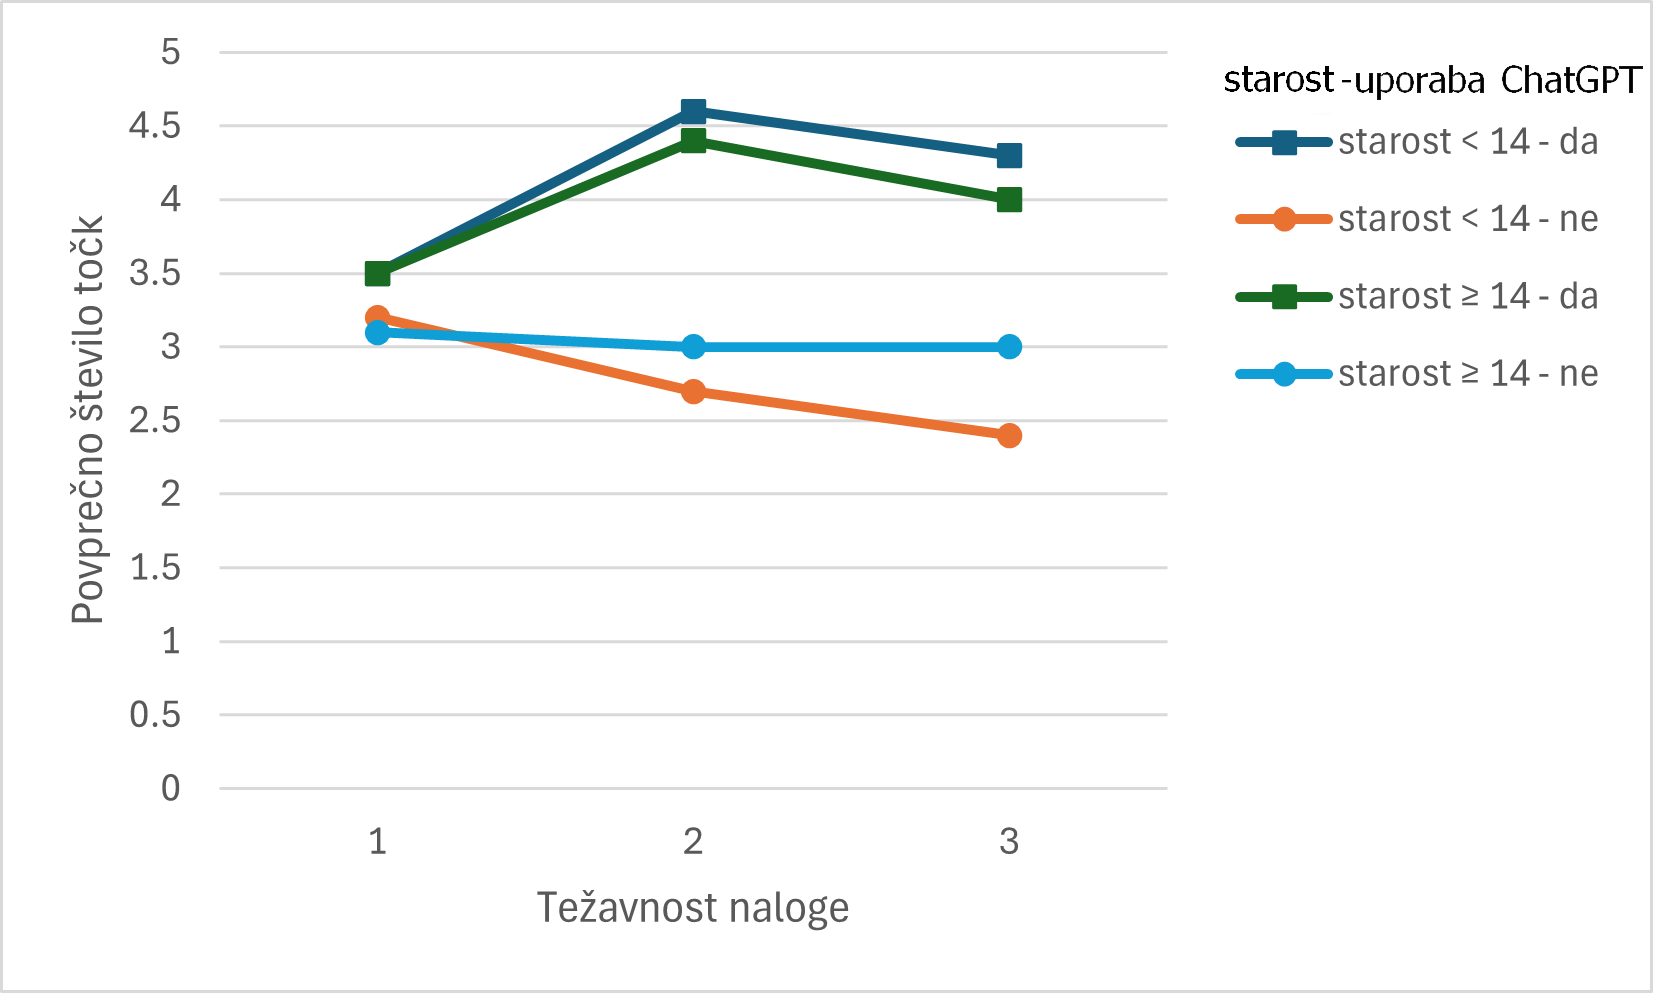 starost -uporaba ChatGPT
starost < 14 - da
starost < 14 - ne
starost ≥ 14 - da
starost ≥ 14 - ne
Povprečno število točk
5
4.5
4
3.5
3
2.5
2
1.5
1
0.5
0
1 2 3
Težavnost naloge